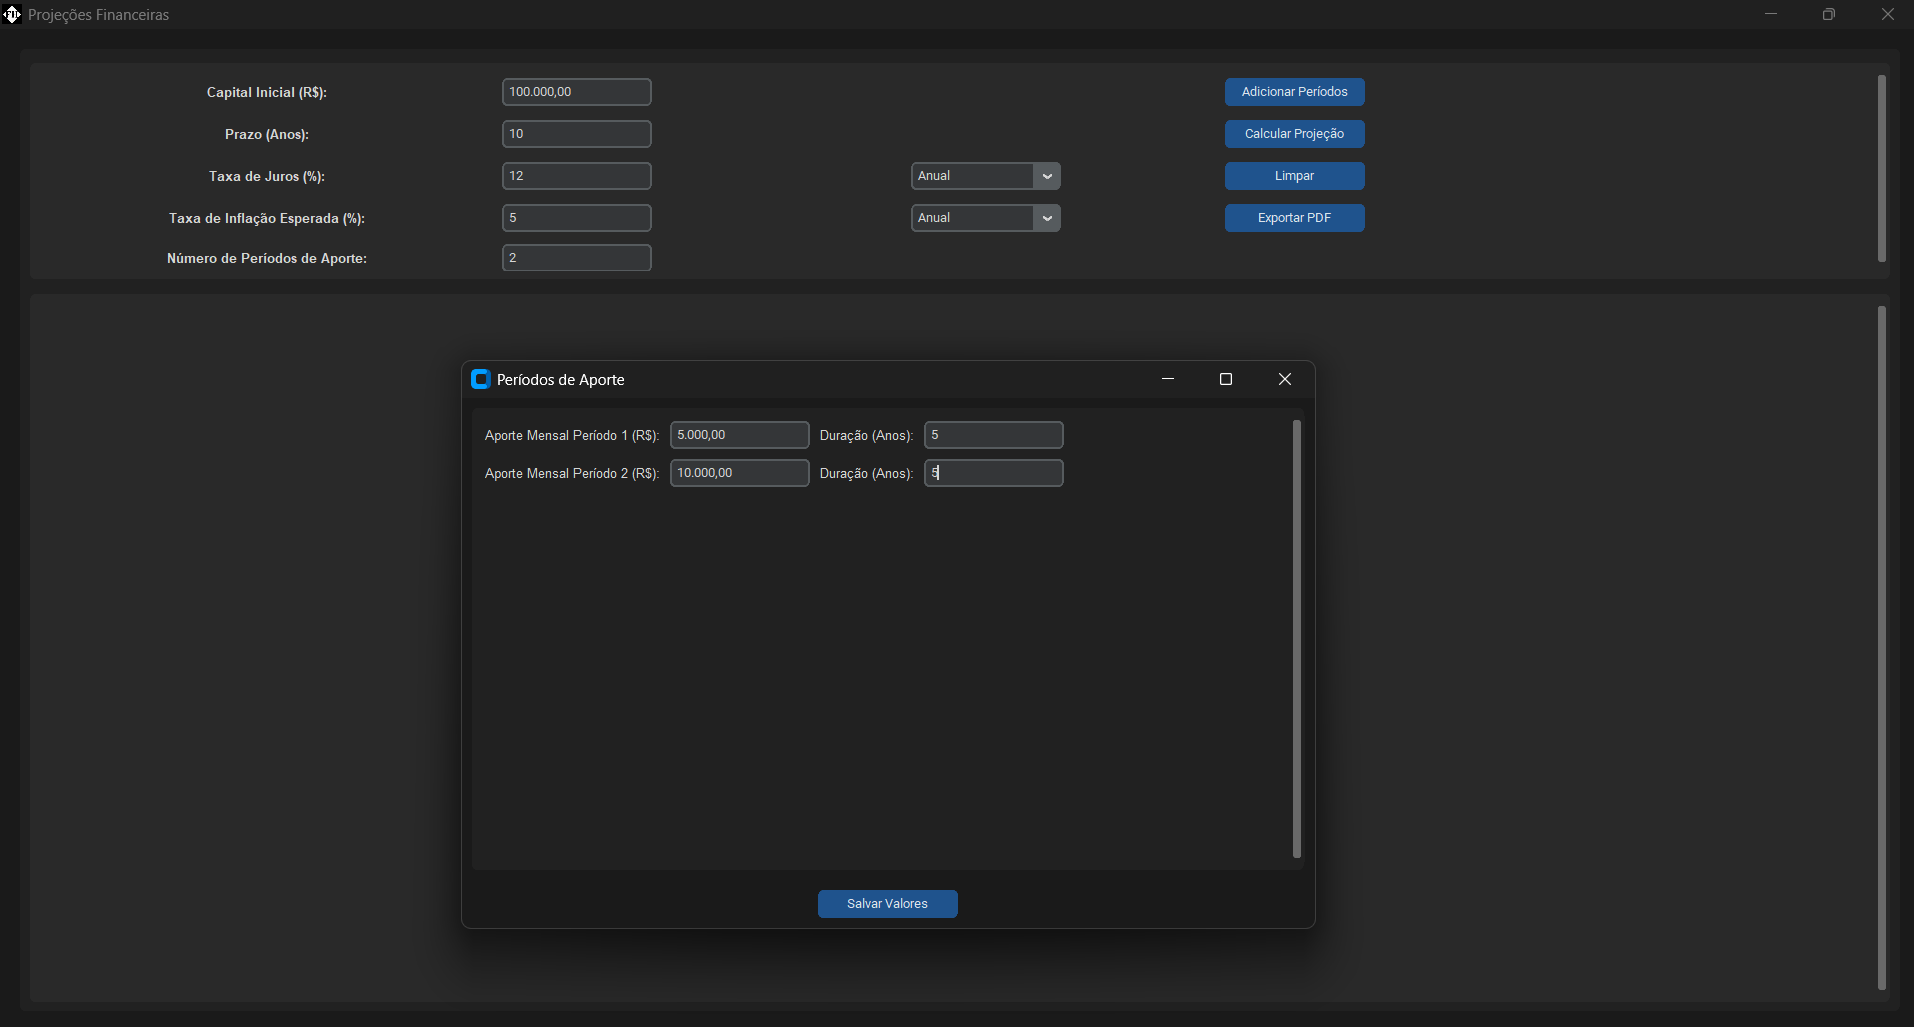 Projeções Financeiras
Capital Inicial (R$): 100.000,00 Adicionar Períodos
Prazo (Anos): 10 Calcular Projeção
Taxa de Juros (%): 12 Anual Limpar
Taxa de Inflação Esperada (%): 5 Anual Exportar PDF
Número de Períodos de Aporte: 2
Períodos de Aporte
Aporte Mensal Período 1 (R$): 5.000,00 Duração (Anos): 5
Aporte Mensal Período 2 (R$): 10.000,00 Duração (Anos): 5
Salvar Valores